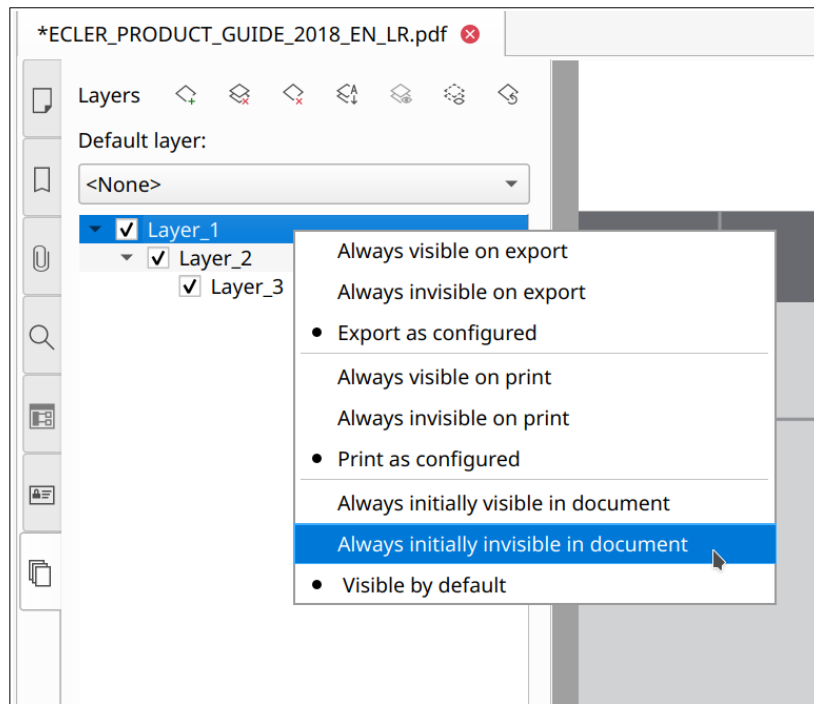 *ECLER_PRODUCT_GUIDE_2018_EN_LR.pdf
Layers
Default layer:
<None>
Layer_1
Layer_2
Layer_3
Always visible on export
Always invisible on export
Export as configured
Always visible on print
Always invisible on print
Print as configured
Always initially visible in document
Always initially invisible in document
Visible by default